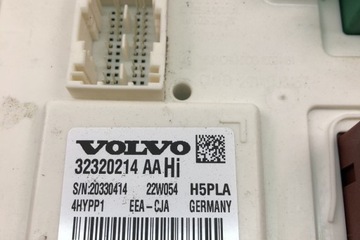 VOLVO
32320214 AA Hi
S/N:20330414 22W054 H5PLA
4HYPP1 EEA-CJA GERMANY